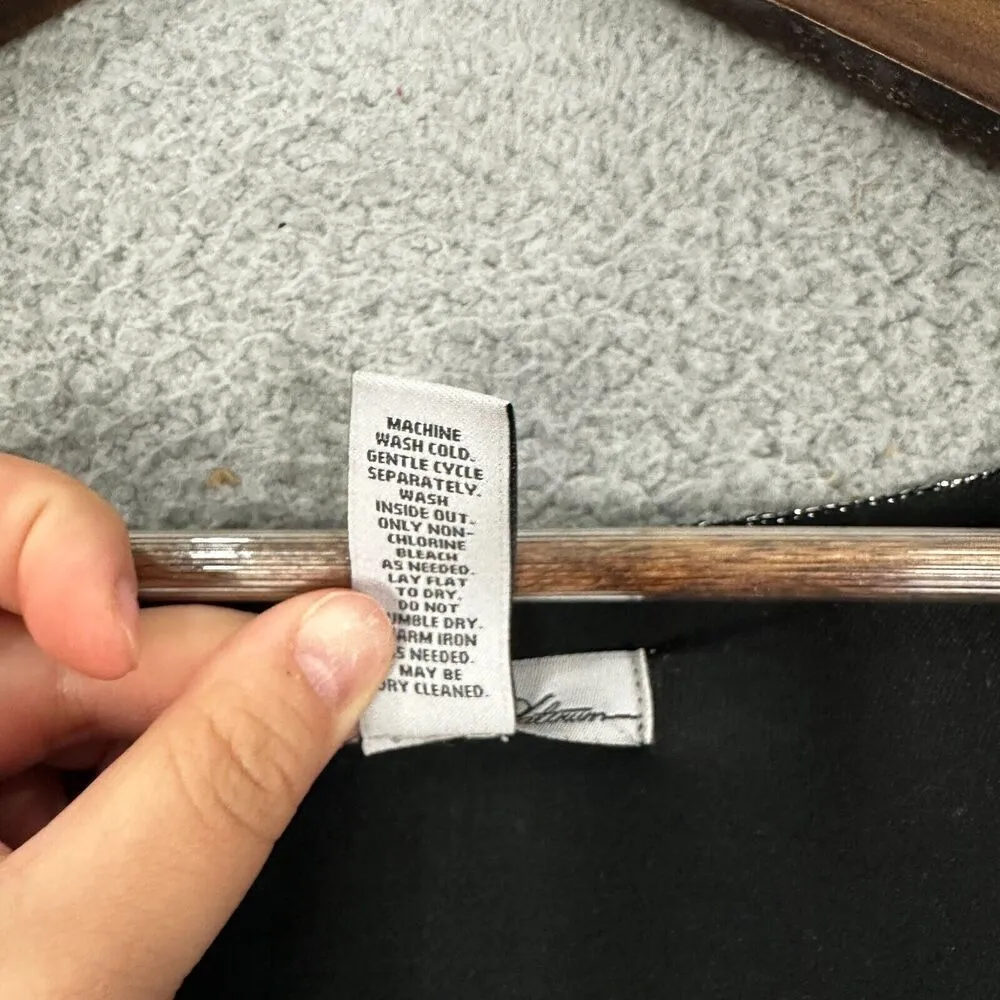 MACHINE
WASH COLD.
GENTLE CYCLE
SEPARATELY.
WASH
INSIDE OUT.
ONLY NON-
CHLORINE
BLEACH
AS NEEDED.
LAY FLAT
TO DRY.
DO NOT
UMBLE DRY.
ARM IRON
S NEEDED.
MAY BE
DRY CLEANED.